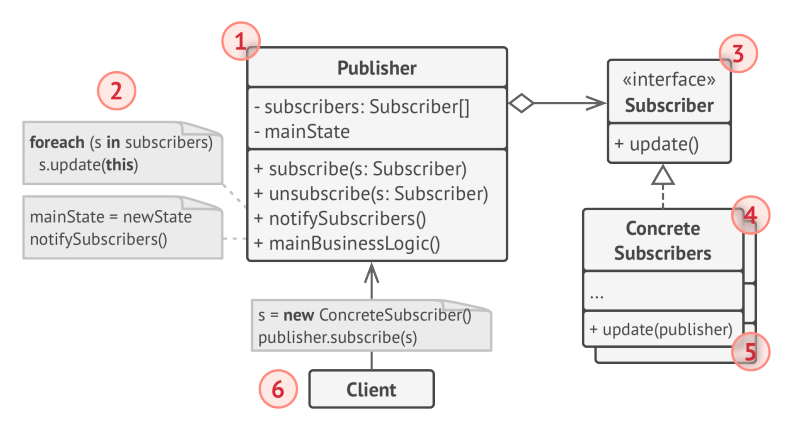 1
Publisher
- subscribers: Subscriber[]
- mainState
+ subscribe(s: Subscriber)
+ unsubscribe(s: Subscriber)
+ notifySubscribers()
+ mainBusinessLogic()
2
foreach (s in subscribers)
s.update(this)
mainState = newState
notifySubscribers()
3
«interface»
Subscriber
+ update()
4
Concrete
Subscribers
...
+ update(publisher)
5
s = new ConcreteSubscriber()
publisher.subscribe(s)
6
Client